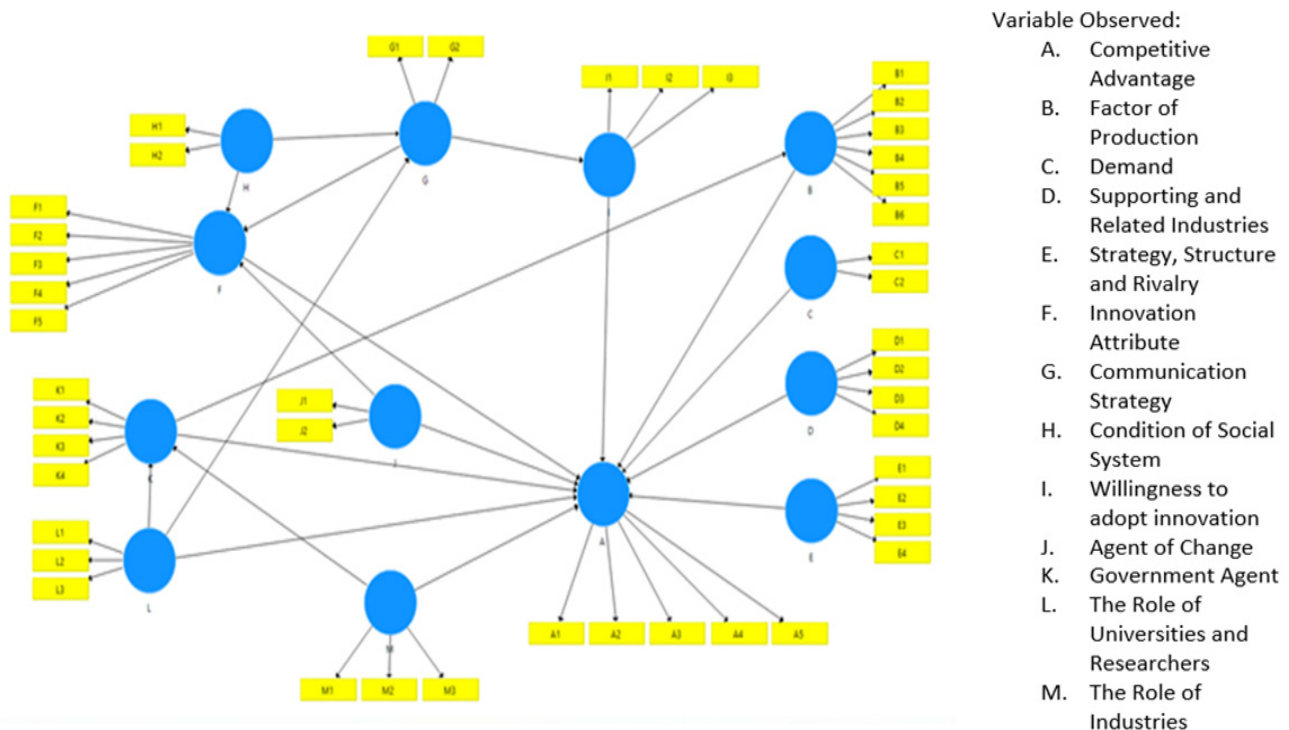 Variable Observed:
A. Competitive
Advantage
B. Factor of
Production
C. Demand
D. Supporting and
Related Industries
E. Strategy, Structure
and Rivalry
F. Innovation
Attribute
G. Communication
Strategy
H. Condition of Social
System
I. Willingness to
adopt innovation
J. Agent of Change
K. Government Agent
L. The Role of
Universities and
Researchers
M. The Role of
Industries
G1 G2
I1 I2 I3
B1
B2
B3
B4
B5
B6
B
H1
H2
H
G
I
F1
F2
F3
F4
F5
F
C1
C2
C
D1
D2
D3
D4
D
K1
K2
K3
K4
K
J1
J2
J
E1
E2
E3
E4
E
L1
L2
L3
L
A
A1 A2 A3 A4 A5
M
M1 M2 M3